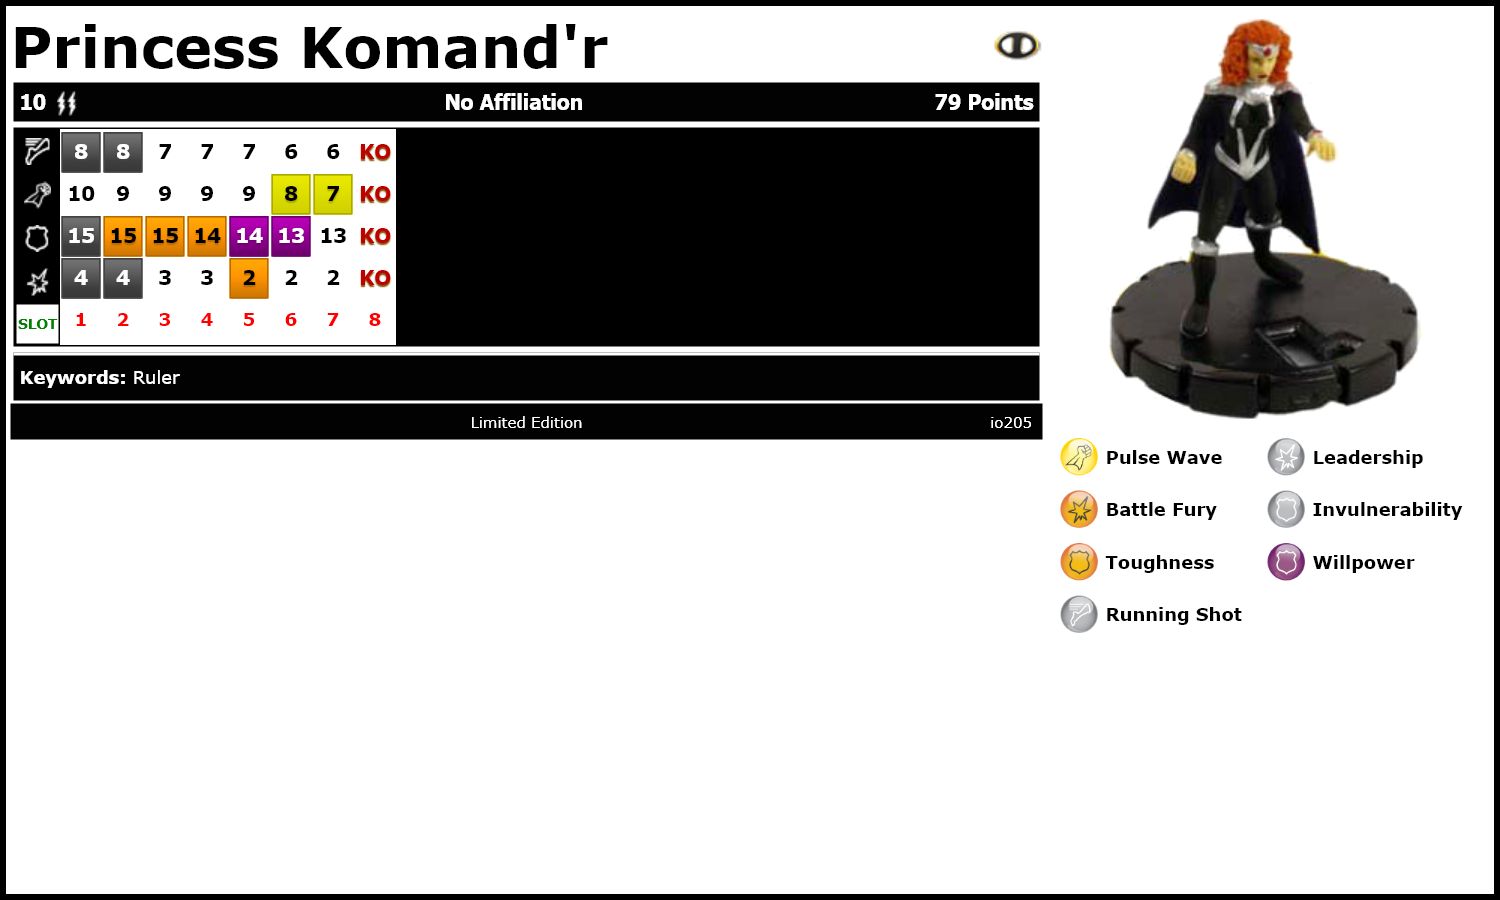 Princess Komand'r
10 No Affiliation 79 Points
8 8 7 7 7 6 6 KO
10 9 9 9 9 8 7 KO
15 15 15 14 14 13 13 KO
4 4 3 3 2 2 2 KO
SLOT 1 2 3 4 5 6 7 8
Keywords: Ruler
Limited Edition io205
Pulse Wave Leadership
Battle Fury Invulnerability
Toughness Willpower
Running Shot